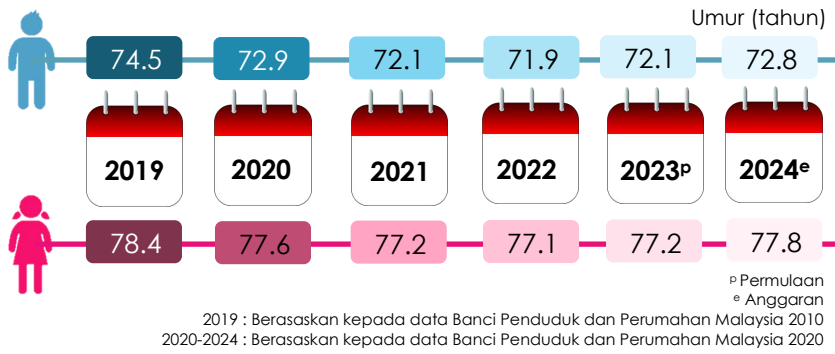 Umur (tahun)
74.5 72.9 72.1 71.9 72.1 72.8
2019 2020 2021 2022 2023ᵖ 2024ᵉ
78.4 77.6 77.2 77.1 77.2 77.8
ᵖ Permulaan
ᵉ Anggaran
2019 : Berasaskan kepada data Banci Penduduk dan Perumahan Malaysia 2010
2020-2024 : Berasaskan kepada data Banci Penduduk dan Perumahan Malaysia 2020